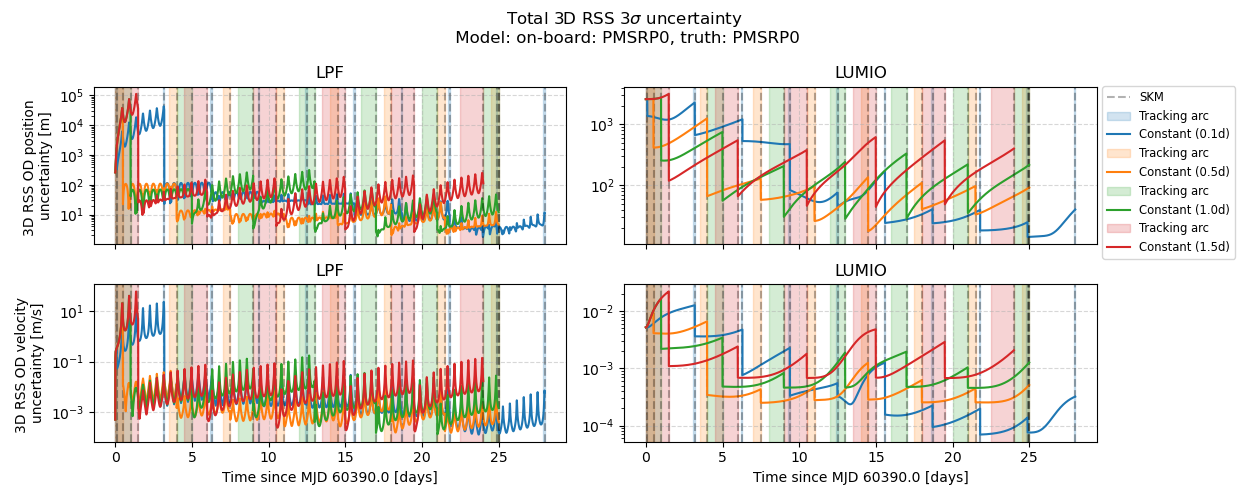 Total 3D RSS 3σ uncertainty
Model: on-board: PMSRP0, truth: PMSRP0
LPF
LUMIO
3D RSS OD position
uncertainty [m]
10^5
10^4
10^3
10^2
10^1
10^3
10^2
SKM
Tracking arc
Constant (0.1d)
Tracking arc
Constant (0.5d)
Tracking arc
Constant (1.0d)
Tracking arc
Constant (1.5d)
LPF
LUMIO
3D RSS OD velocity
uncertainty [m/s]
10^1
10^−1
10^−3
10^−2
10^−3
10^−4
0 5 10 15 20 25
0 5 10 15 20 25
Time since MJD 60390.0 [days]
Time since MJD 60390.0 [days]